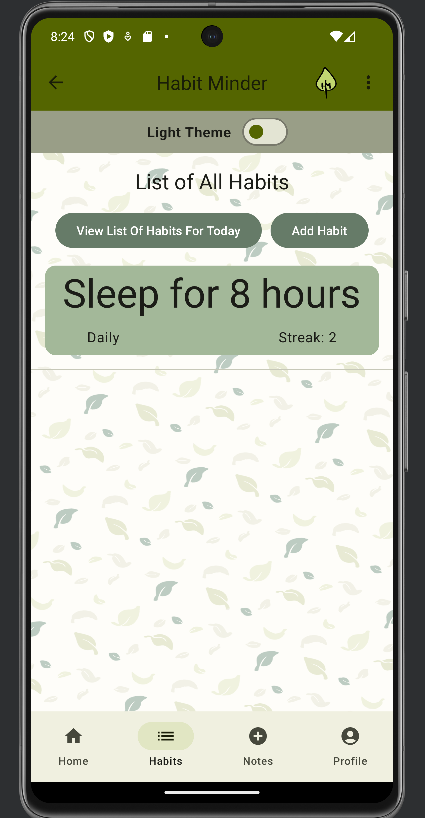 8:24
Habit Minder
Light Theme
List of All Habits
View List Of Habits For Today Add Habit
Sleep for 8 hours
Daily Streak: 2
Home Habits Notes Profile